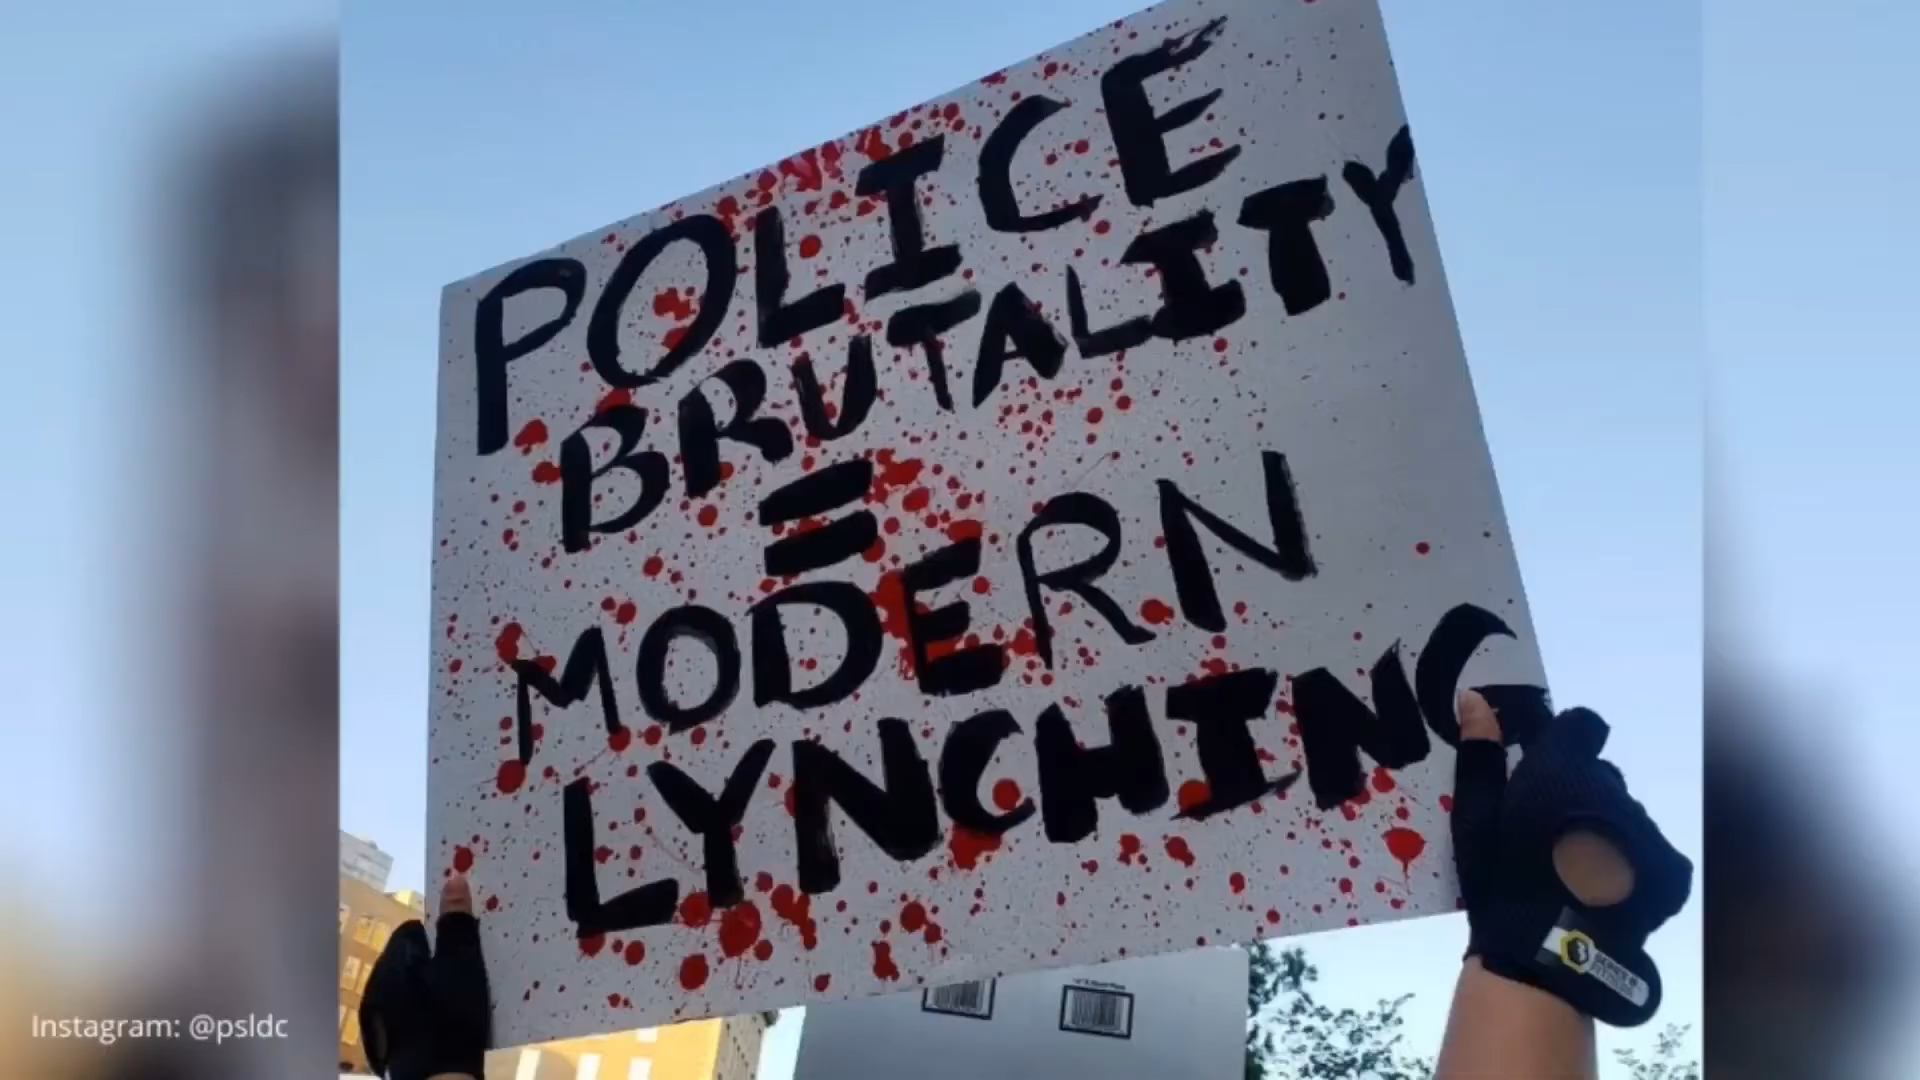 POLICE
BRUTALITY
=
MODERN
LYNCHING
Instagram: @psldc